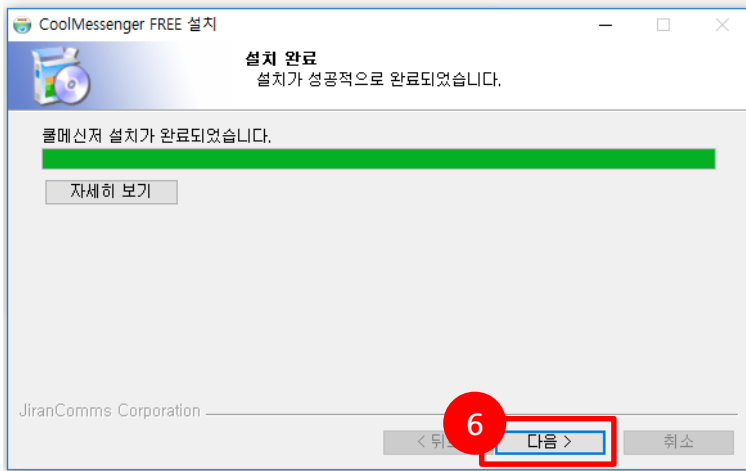 CoolMessenger FREE 설치
설치 완료
설치가 성공적으로 완료되었습니다.
쿨메신저 설치가 완료되었습니다.
자세히 보기
JiranComms Corporation
6
< 뒤
다음 >
취소